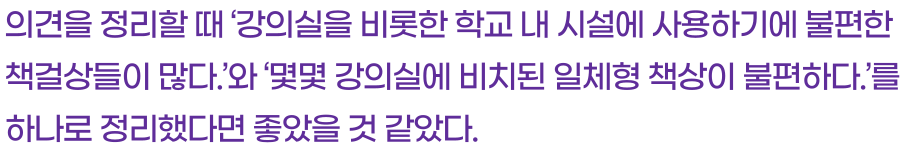 의견을 정리할 때 ‘강의실을 비롯한 학교 내 시설에 사용하기에 불편한
책걸상들이 많다.’와 ‘몇몇 강의실에 비치된 일체형 책상이 불편하다.’를
하나로 정리했다면 좋았을 것 같았다.